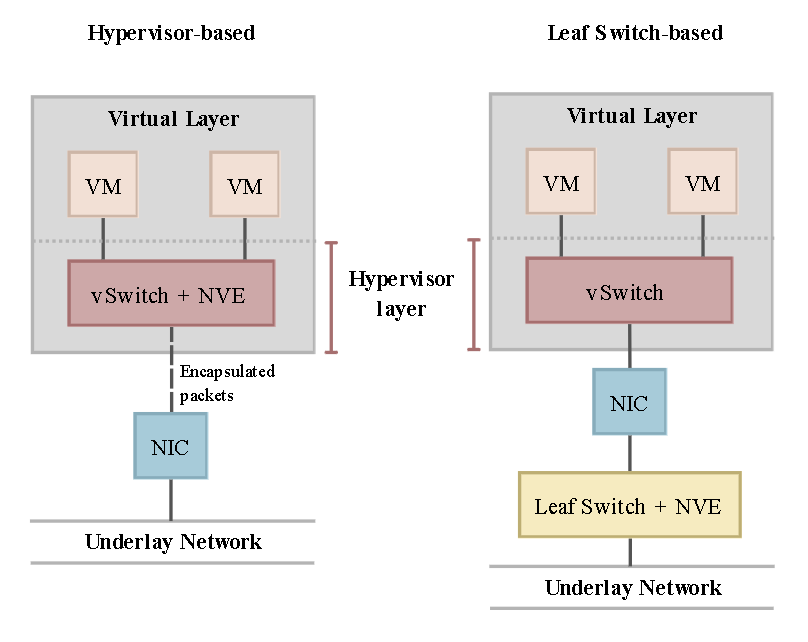 Hypervisor-based
Virtual Layer
VM
VM
vSwitch + NVE
Encapsulated
packets
NIC
Underlay Network
Hypervisor
layer
Leaf Switch-based
Virtual Layer
VM
VM
vSwitch
NIC
Leaf Switch + NVE
Underlay Network